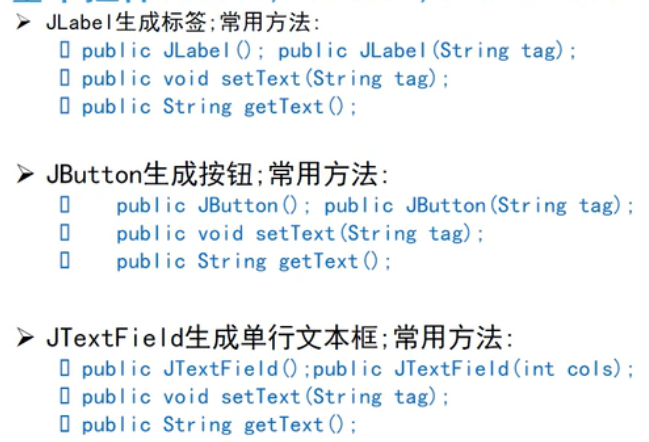 ➢ JLabel生成标签;常用方法:
▯ public JLabel(); public JLabel(String tag);
▯ public void setText(String tag);
▯ public String getText();
➢ JButton生成按钮;常用方法:
▯ public JButton(); public JButton(String tag);
▯ public void setText(String tag);
▯ public String getText();
➢ JTextField生成单行文本框;常用方法:
▯ public JTextField();public JTextField(int cols);
▯ public void setText(String tag);
▯ public String getText();